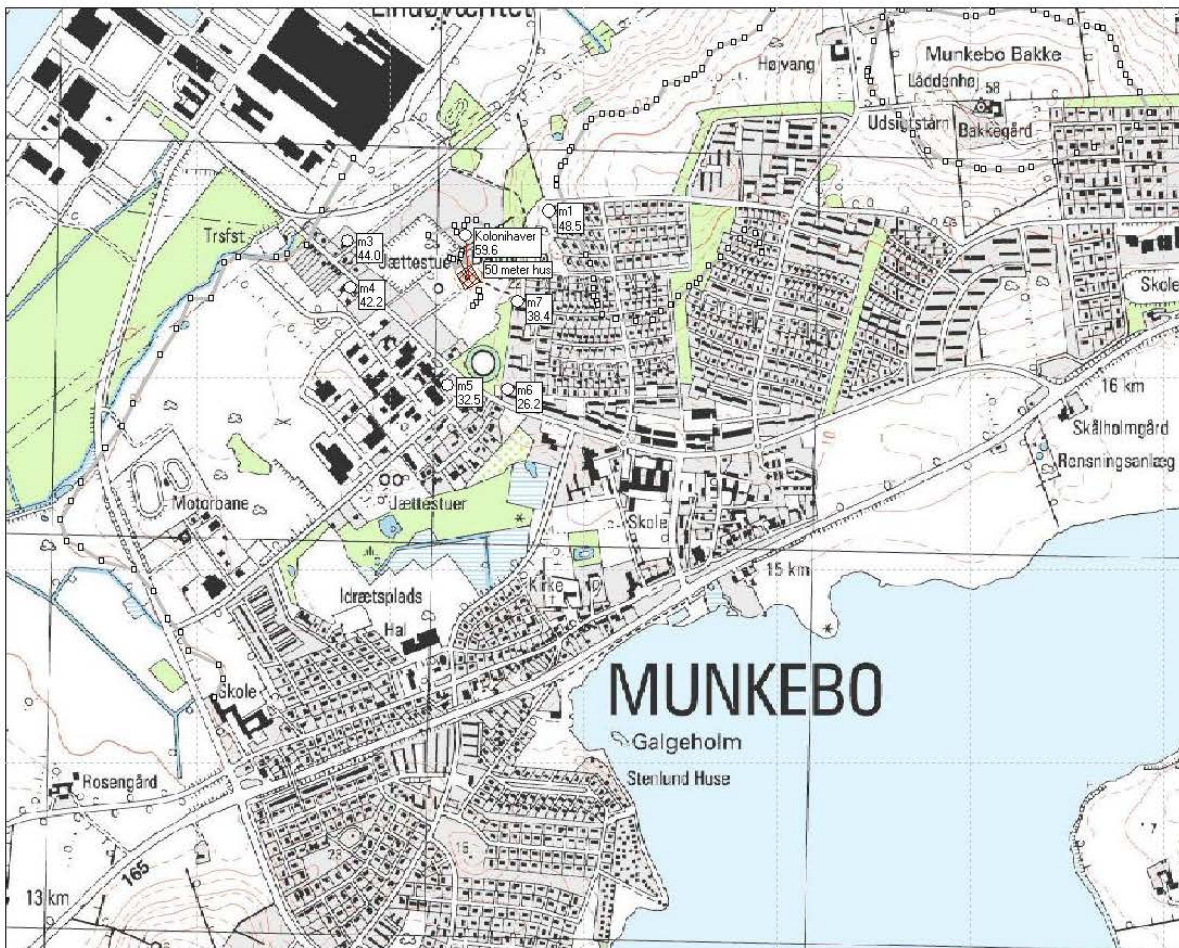 Lindøværftet
Munkebo Bakke
Højvang
Låddenhøj 58
Udsigtstårn
Bakkegård
m1
48.5
Trsfst
m3
44.0
Kolonihaver
59.6
Jættestuer
50 meter hus
m4
42.2
m7
38.4
Skole
m5
32.5
m6
26.2
16 km
Skålholmgård
Rensningsanlæg
Motorbane
Jættestuer
Skole
15 km
Kirke
Idrætsplads
Hal
MUNKEBO
Skole
Galgeholm
Stenlund Huse
Rosengård
165
13 km
7